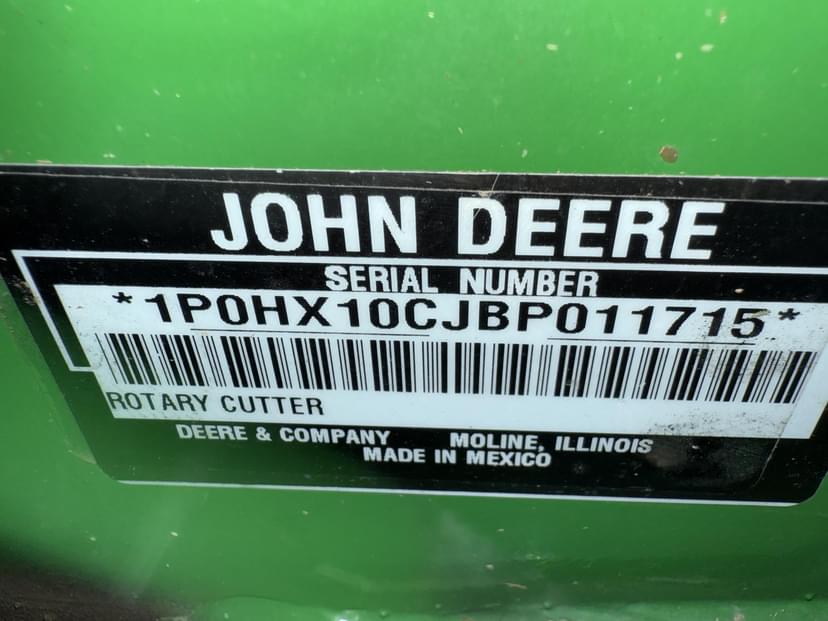 JOHN DEERE
SERIAL NUMBER
*1P0HX10CJBP011715*
ROTARY CUTTER
DEERE & COMPANY MOLINE, ILLINOIS
MADE IN MEXICO